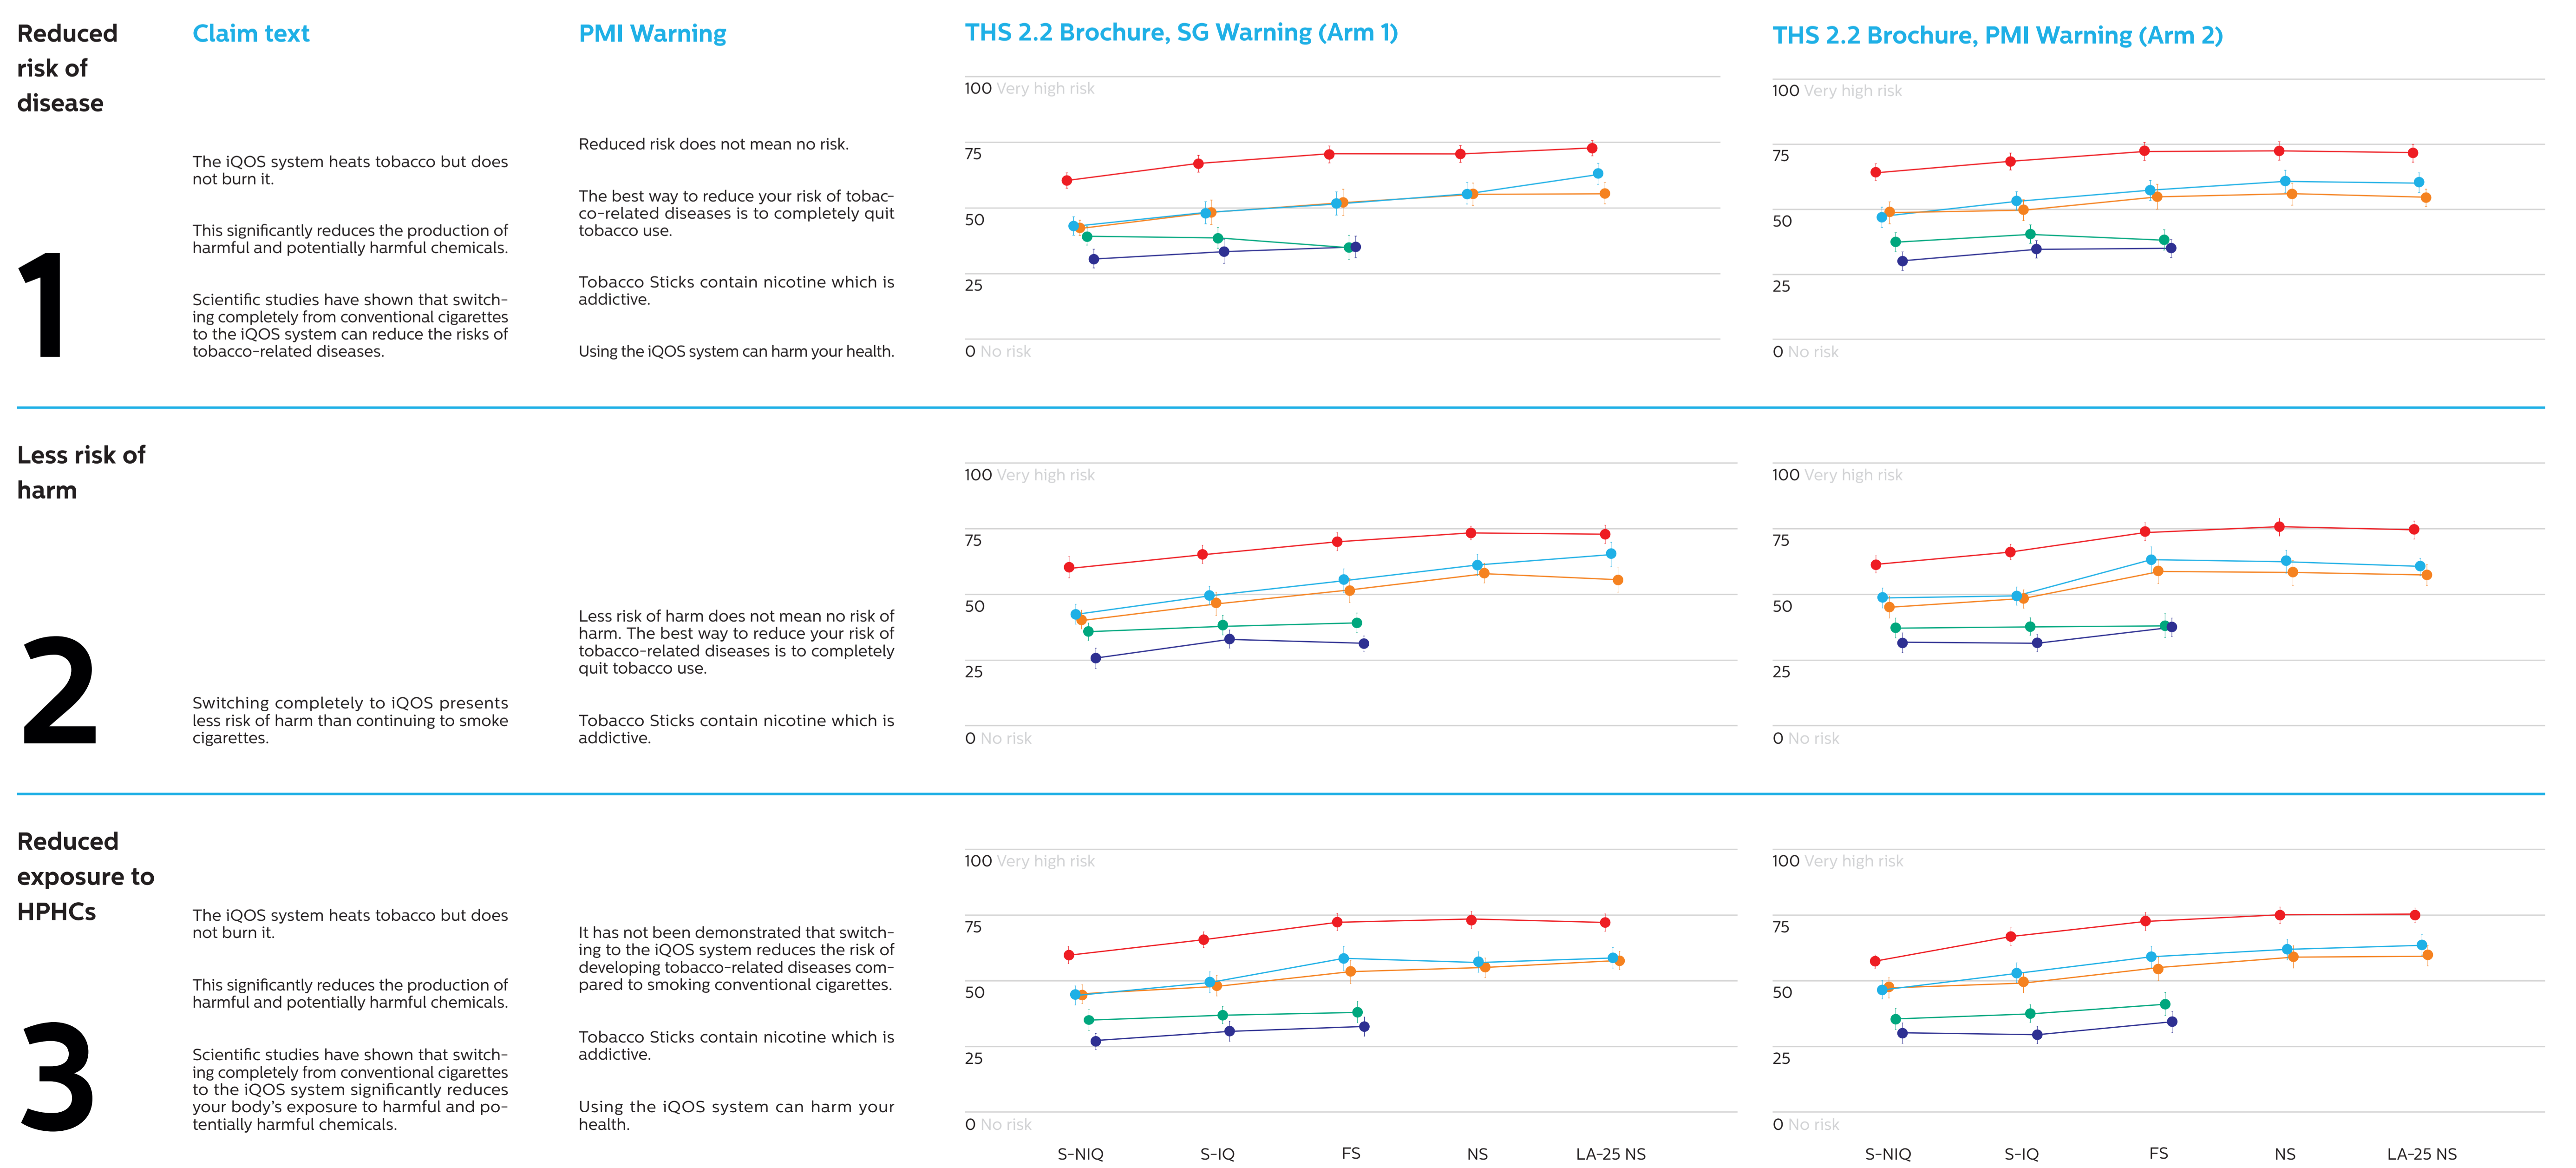 Reduced
risk of
disease
1
Claim text
The iQOS system heats tobacco but does
not burn it.
This significantly reduces the production of
harmful and potentially harmful chemicals.
Scientific studies have shown that switch-
ing completely from conventional cigarettes
to the iQOS system can reduce the risks of
tobacco-related diseases.
PMI Warning
Reduced risk does not mean no risk.
The best way to reduce your risk of tobac-
co-related diseases is to completely quit
tobacco use.
Tobacco Sticks contain nicotine which is
addictive.
Using the iQOS system can harm your health.
THS 2.2 Brochure, SG Warning (Arm 1)
100 Very high risk
75
50
25
0 No risk
THS 2.2 Brochure, PMI Warning (Arm 2)
100 Very high risk
75
50
25
0 No risk
Less risk of
harm
2
Switching completely to iQOS presents
less risk of harm than continuing to smoke
cigarettes.
Less risk of harm does not mean no risk of
harm. The best way to reduce your risk of
tobacco-related diseases is to completely
quit tobacco use.
Tobacco Sticks contain nicotine which is
addictive.
100 Very high risk
75
50
25
0 No risk
100 Very high risk
75
50
25
0 No risk
Reduced
exposure to
HPHCs
3
The iQOS system heats tobacco but does
not burn it.
This significantly reduces the production of
harmful and potentially harmful chemicals.
Scientific studies have shown that switch-
ing completely from conventional cigarettes
to the iQOS system significantly reduces
your body's exposure to harmful and po-
tentially harmful chemicals.
It has not been demonstrated that switch-
ing to the iQOS system reduces the risk of
developing tobacco-related diseases com-
pared to smoking conventional cigarettes.
Tobacco Sticks contain nicotine which is
addictive.
Using the iQOS system can harm your
health.
100 Very high risk
75
50
25
0 No risk
S-NIQ S-IQ FS NS LA-25 NS
100 Very high risk
75
50
25
0 No risk
S-NIQ S-IQ FS NS LA-25 NS